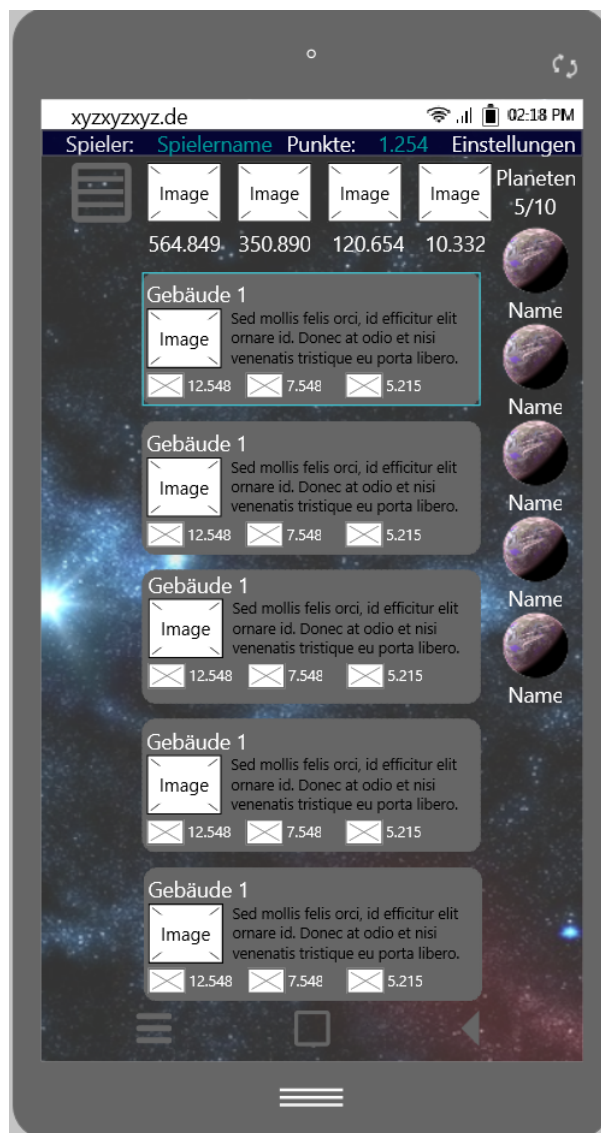 xyzxyzxyz.de 02:18 PM
Spieler: Spielername Punkte: 1.254 Einstellungen
Image Image Image Image
564.849 350.890 120.654 10.332
Planeten
5/10
Name
Name
Name
Name
Name
Gebäude 1
Image
Sed mollis felis orci, id efficitur elit
ornare id. Donec at odio et nisi
venenatis tristique eu porta libero.
12.548 7.548 5.215
Gebäude 1
Image
Sed mollis felis orci, id efficitur elit
ornare id. Donec at odio et nisi
venenatis tristique eu porta libero.
12.548 7.548 5.215
Gebäude 1
Image
Sed mollis felis orci, id efficitur elit
ornare id. Donec at odio et nisi
venenatis tristique eu porta libero.
12.548 7.548 5.215
Gebäude 1
Image
Sed mollis felis orci, id efficitur elit
ornare id. Donec at odio et nisi
venenatis tristique eu porta libero.
12.548 7.548 5.215
Gebäude 1
Image
Sed mollis felis orci, id efficitur elit
ornare id. Donec at odio et nisi
venenatis tristique eu porta libero.
12.548 7.548 5.215